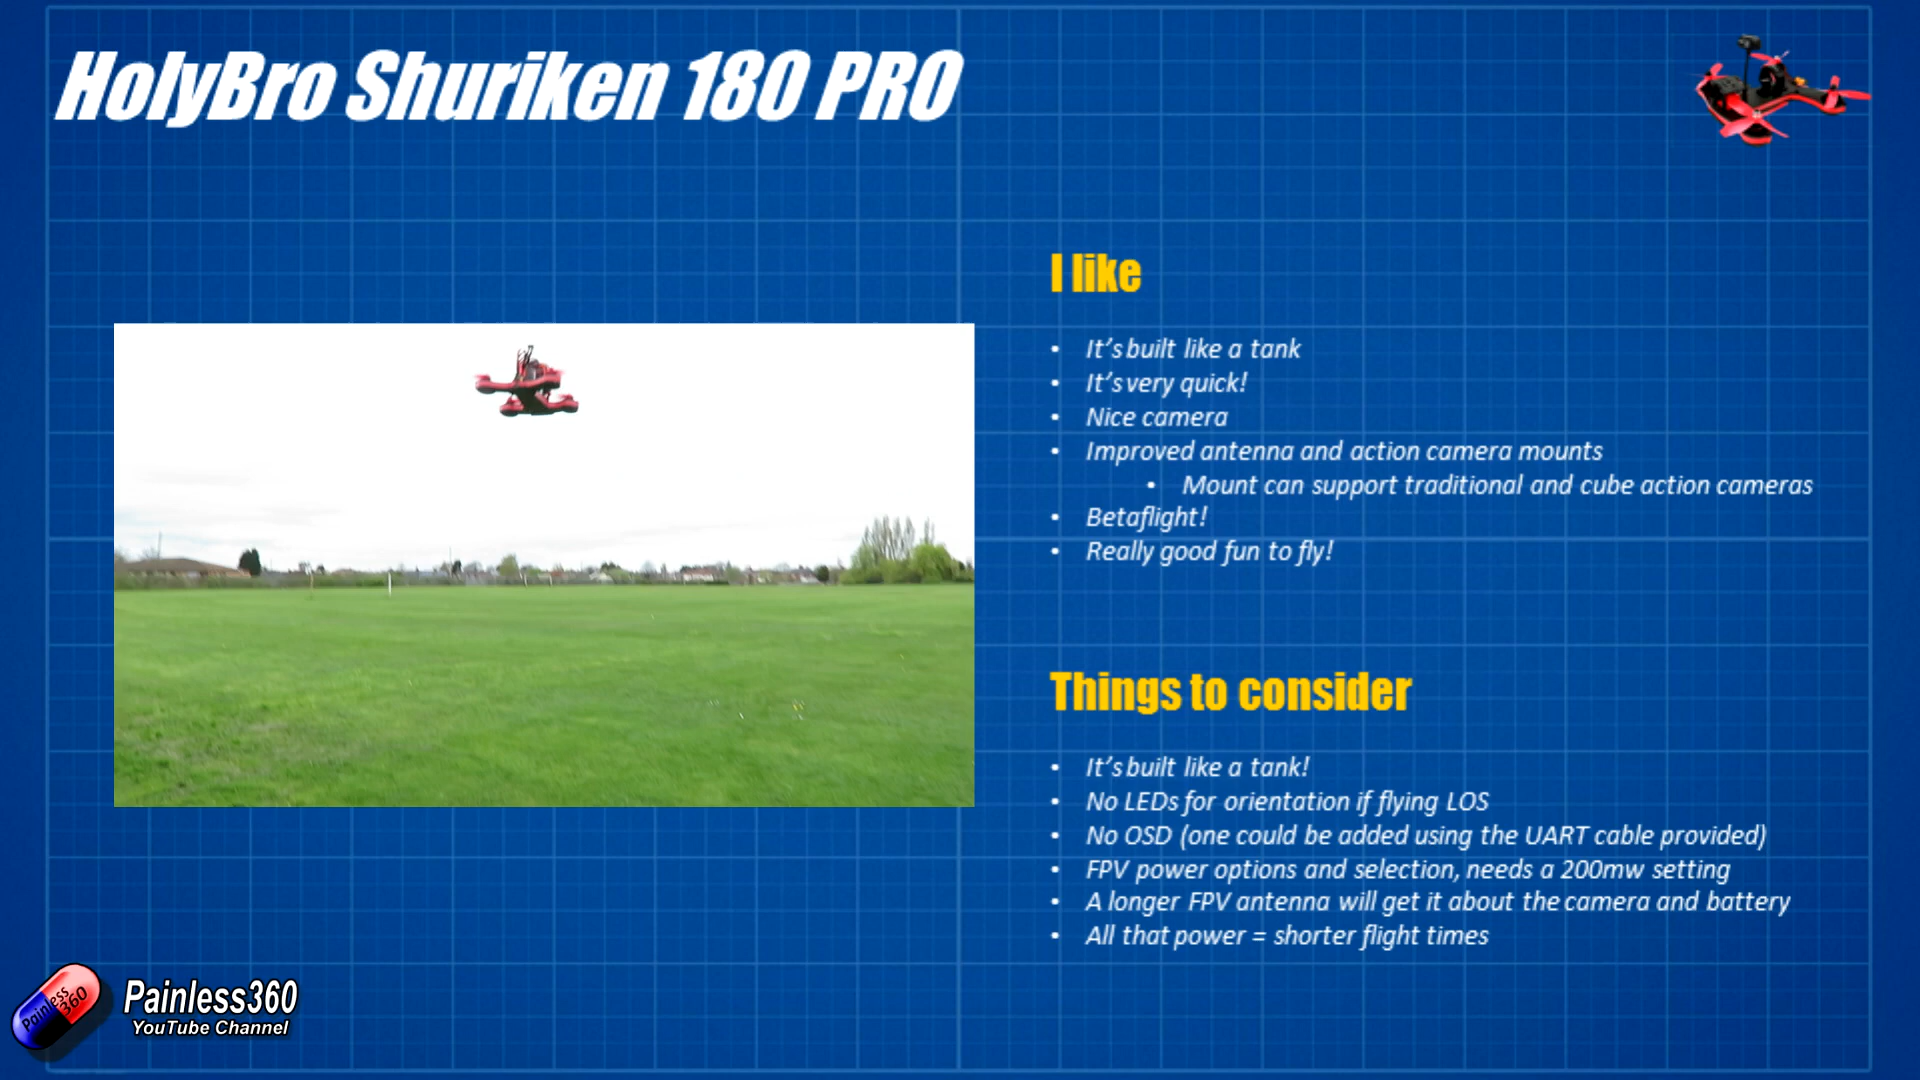 HolyBro Shuriken 180 PRO
I like
• It's built like a tank
• It's very quick!
• Nice camera
• Improved antenna and action camera mounts
• Mount can support traditional and cube action cameras
• Betaflight!
• Really good fun to fly!
Things to consider
• It's built like a tank!
• No LEDs for orientation if flying LOS
• No OSD (one could be added using the UART cable provided)
• FPV power options and selection, needs a 200mw setting
• A longer FPV antenna will get it about the camera and battery
• All that power = shorter flight times
Painless
360
Painless360
YouTube Channel